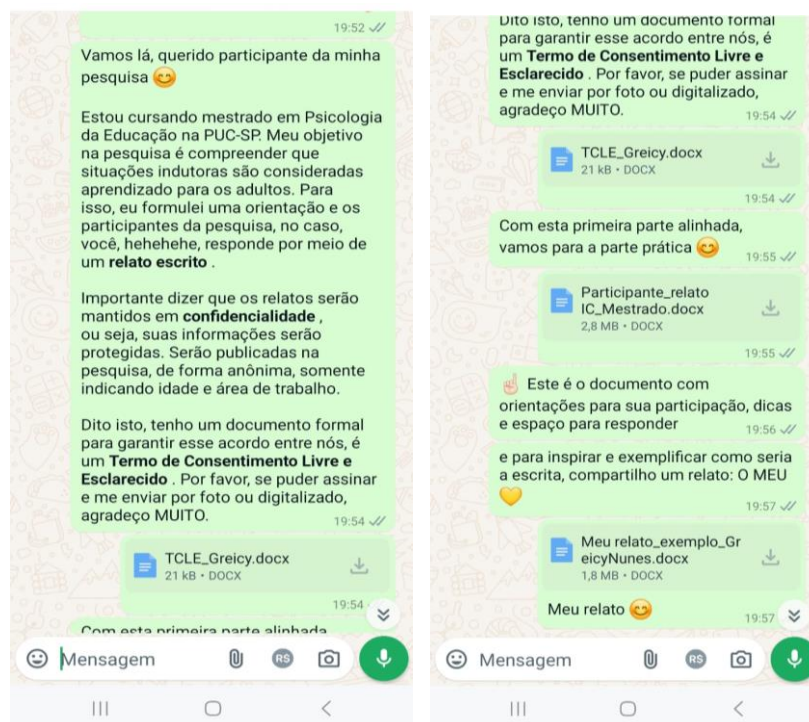 19:52
Vamos lá, querido participante da minha
pesquisa 😊
Estou cursando mestrado em Psicologia
da Educação na PUC-SP. Meu objetivo
na pesquisa é compreender que
situações indutoras são consideradas
aprendizado para os adultos. Para
isso, eu formulei uma orientação e os
participantes da pesquisa, no caso,
você, hehehehe, responde por meio de
um relato escrito .
Importante dizer que os relatos serão
mantidos em confidencialidade ,
ou seja, suas informações serão
protegidas. Serão publicadas na
pesquisa, de forma anônima, somente
indicando idade e área de trabalho.
Dito isto, tenho um documento formal
para garantir esse acordo entre nós, é
um Termo de Consentimento Livre e
Esclarecido . Por favor, se puder assinar
e me enviar por foto ou digitalizado,
agradeço MUITO.
19:54
TCLE_Greicy.docx
21 kB • DOCX
19:54
Com esta primeira parte alinhada,
Mensagem
RS
Dito isto, tenho um documento formal
para garantir esse acordo entre nós, é
um Termo de Consentimento Livre e
Esclarecido . Por favor, se puder assinar
e me enviar por foto ou digitalizado,
agradeço MUITO.
19:54
TCLE_Greicy.docx
21 kB • DOCX
19:54
Com esta primeira parte alinhada,
vamos para a parte prática 😊
19:55
Participante_relato
IC_Mestrado.docx
2,8 MB • DOCX
19:55
☝🏻 Este é o documento com
orientações para sua participação, dicas
e espaço para responder
19:56
e para inspirar e exemplificar como seria
a escrita, compartilho um relato: O MEU
💛
19:57
Meu relato_exemplo_Gr
eicyNunes.docx
1,8 MB • DOCX
Meu relato 😊
19:57
Mensagem
RS